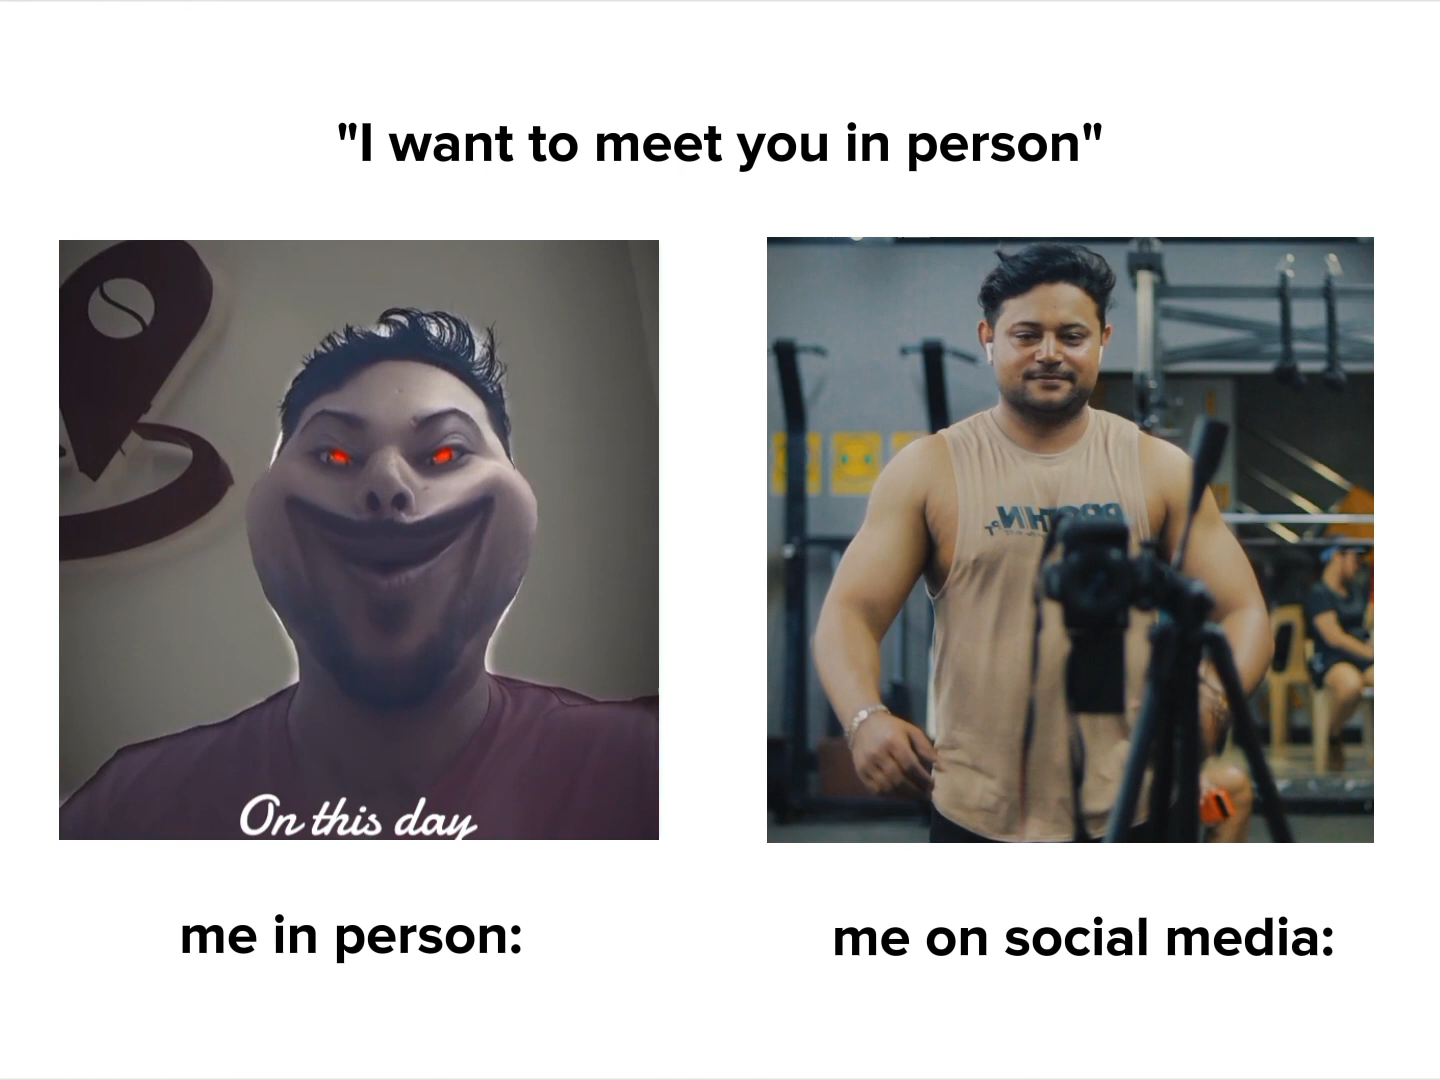 "I want to meet you in person"
On this day
me in person:
me on social media: